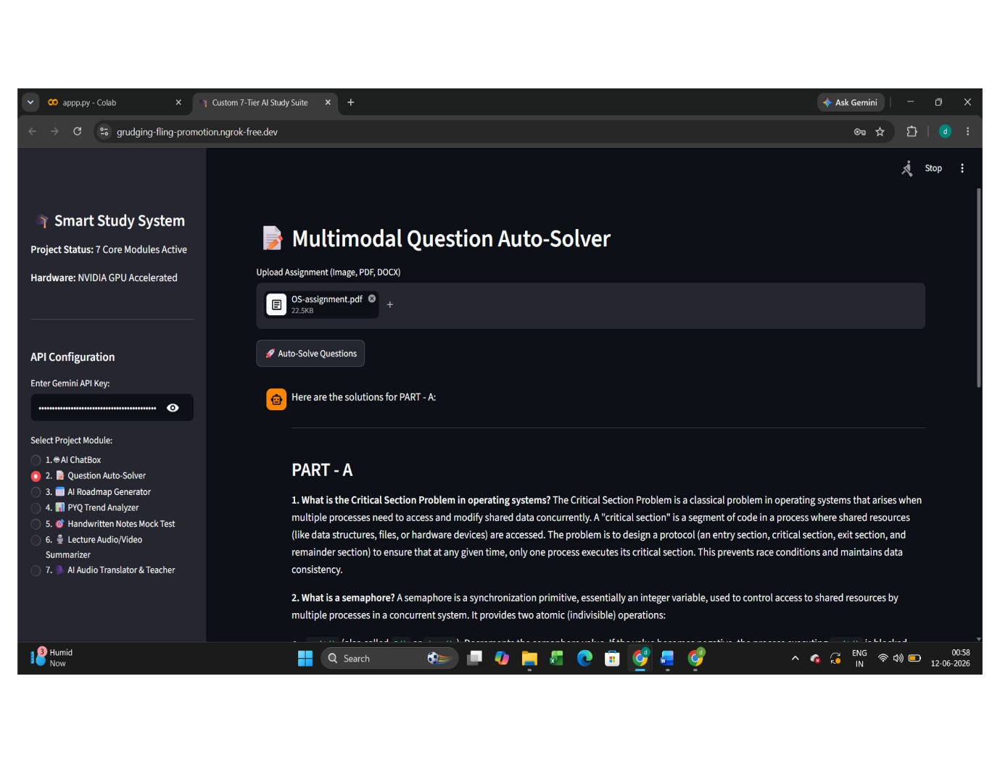 appp.py - Colab
Custom 7-Tier AI Study Suite
Ask Gemini
grudging-fling-promotion.ngrok-free.dev
d
Stop
Smart Study System
Project Status: 7 Core Modules Active
Hardware: NVIDIA GPU Accelerated
API Configuration
Enter Gemini API Key:
Select Project Module:
1. AI ChatBox
2. Question Auto-Solver
3. AI Roadmap Generator
4. PYQ Trend Analyzer
5. Handwritten Notes Mock Test
6. Lecture Audio/Video
Summarizer
7. AI Audio Translator & Teacher
Multimodal Question Auto-Solver
Upload Assignment (Image, PDF, DOCX)
OS-assignment.pdf
22.5KB
Auto-Solve Questions
Here are the solutions for PART - A:
PART - A
1. What is the Critical Section Problem in operating systems? The Critical Section Problem is a classical problem in operating systems that arises when
multiple processes need to access and modify shared data concurrently. A "critical section" is a segment of code in a process where shared resources
(like data structures, files, or hardware devices) are accessed. The problem is to design a protocol (an entry section, critical section, exit section, and
remainder section) to ensure that at any given time, only one process executes its critical section. This prevents race conditions and maintains data
consistency.
2. What is a semaphore? A semaphore is a synchronization primitive, essentially an integer variable, used to control access to shared resources by
multiple processes in a concurrent system. It provides two atomic (indivisible) operations:
3
Humid
Now
Search
ENG
IN
00:58
12-06-2026